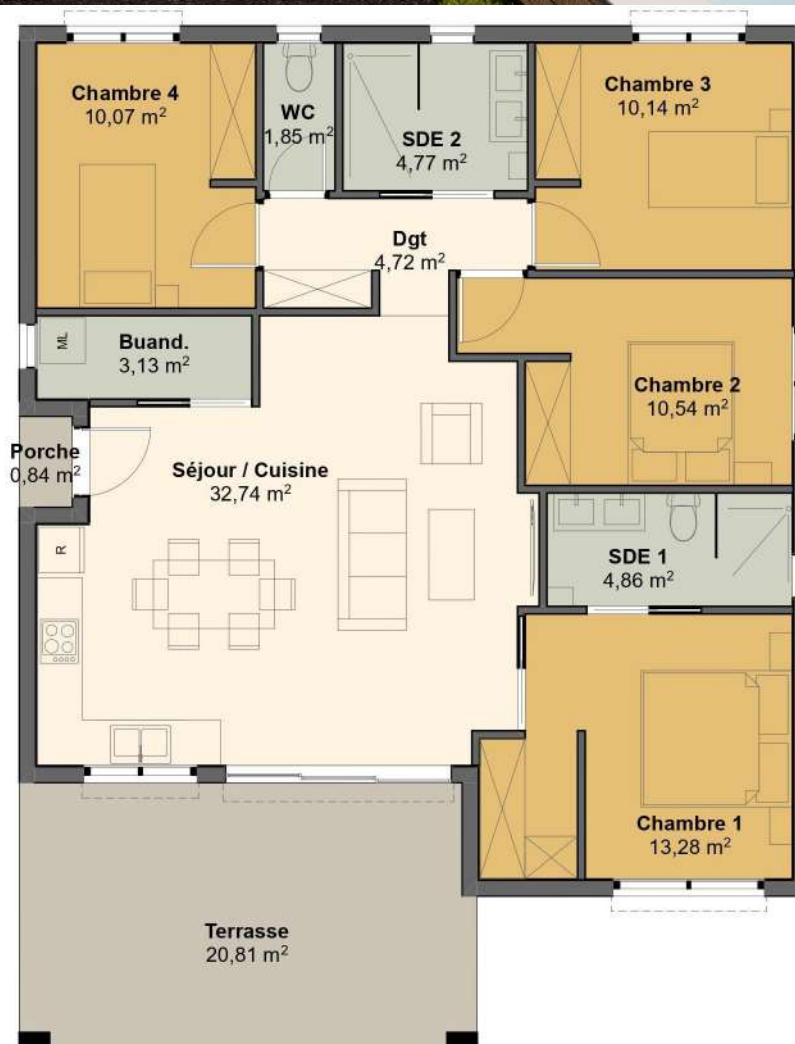 Chambre 4
10,07 m²
WC
1,85 m²
SDE 2
4,77 m²
Chambre 3
10,14 m²
Dgt
4,72 m²
ML
Buand.
3,13 m²
Chambre 2
10,54 m²
Porche
0,84 m²
Séjour / Cuisine
32,74 m²
R
SDE 1
4,86 m²
Chambre 1
13,28 m²
Terrasse
20,81 m²